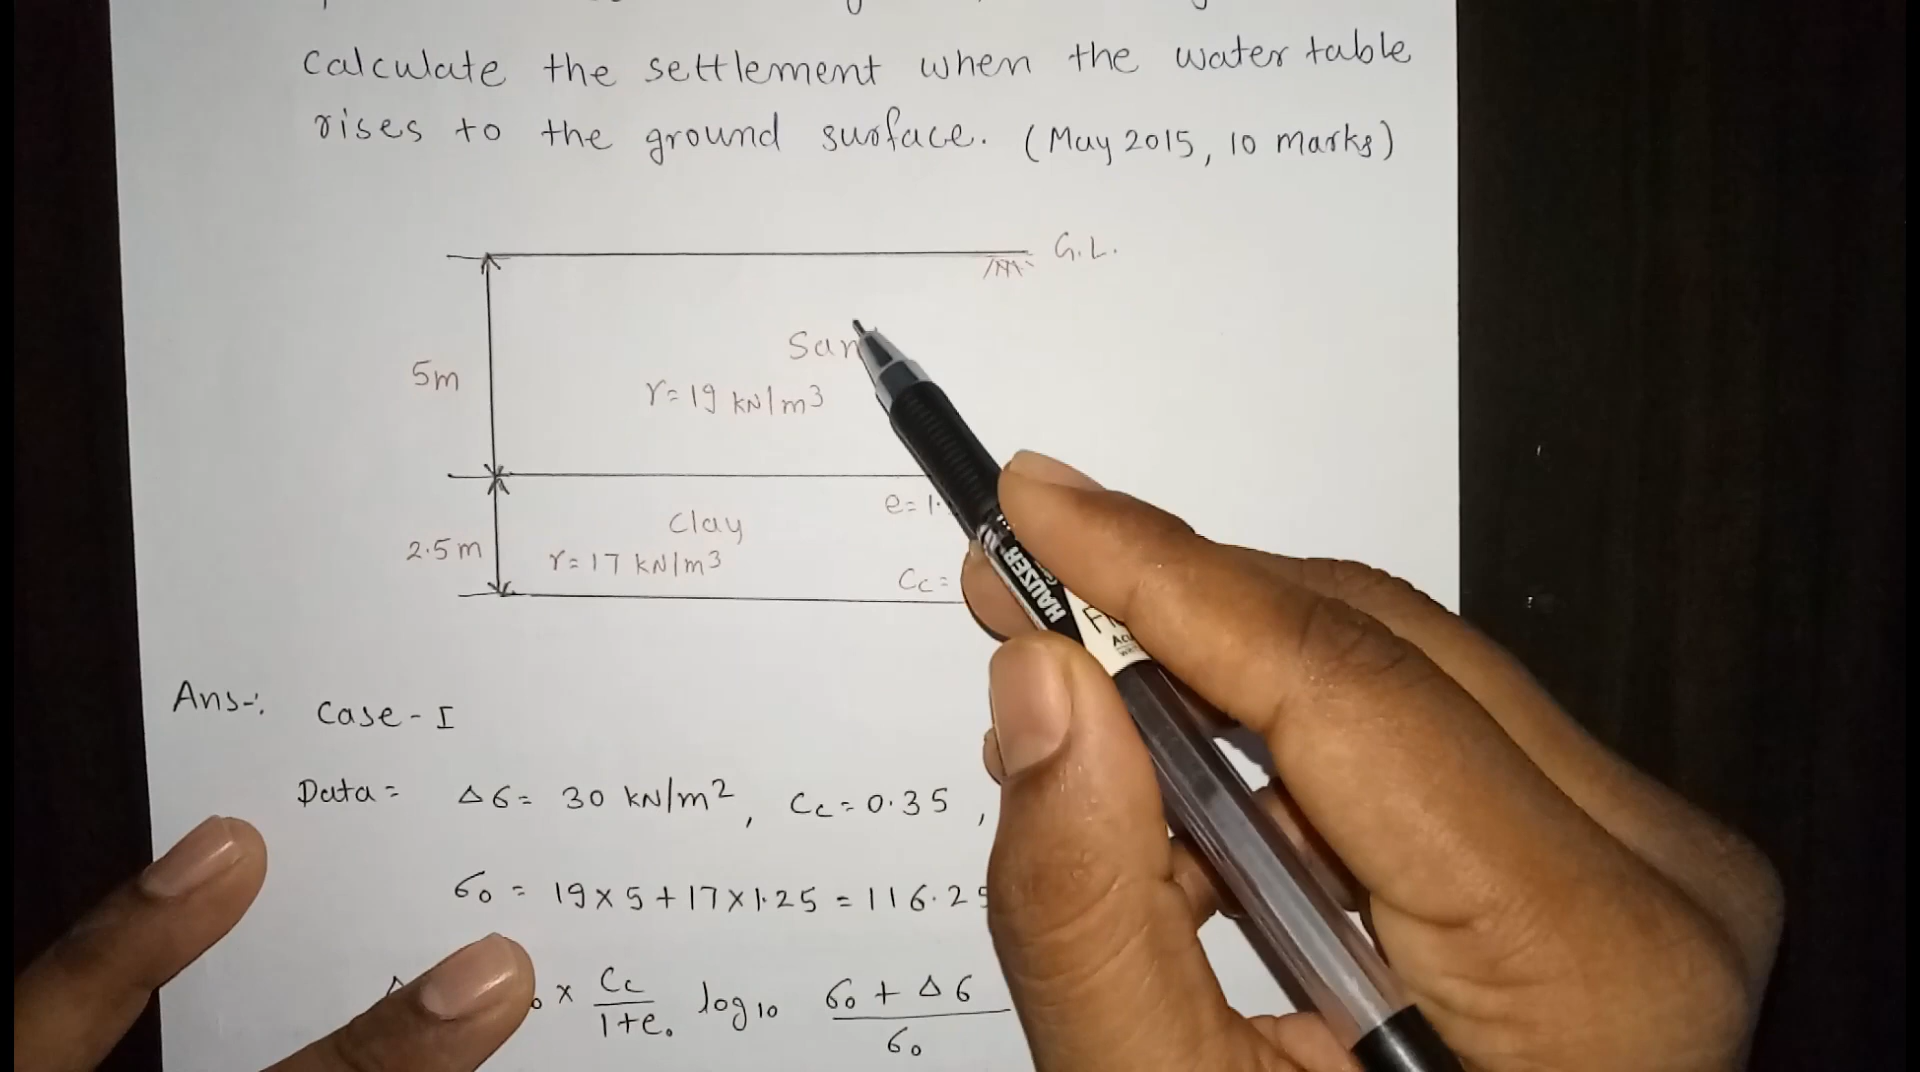 calculate the settlement when the water table
rises to the ground surface. (May 2015, 10 marks)
G.L.
5m
γ= 19 kN/m3
Clay
e= 1.
2.5m
γ= 17 kN/m3
Cc=
HAUSER
Ans-:
Case - I
Data =
Δσ= 30 kN/m2, Cc= 0.35,
σ0 = 19×5+17×1.25 = 116.25
× Cc/1+e0 log10 σ0 + Δσ/σ0